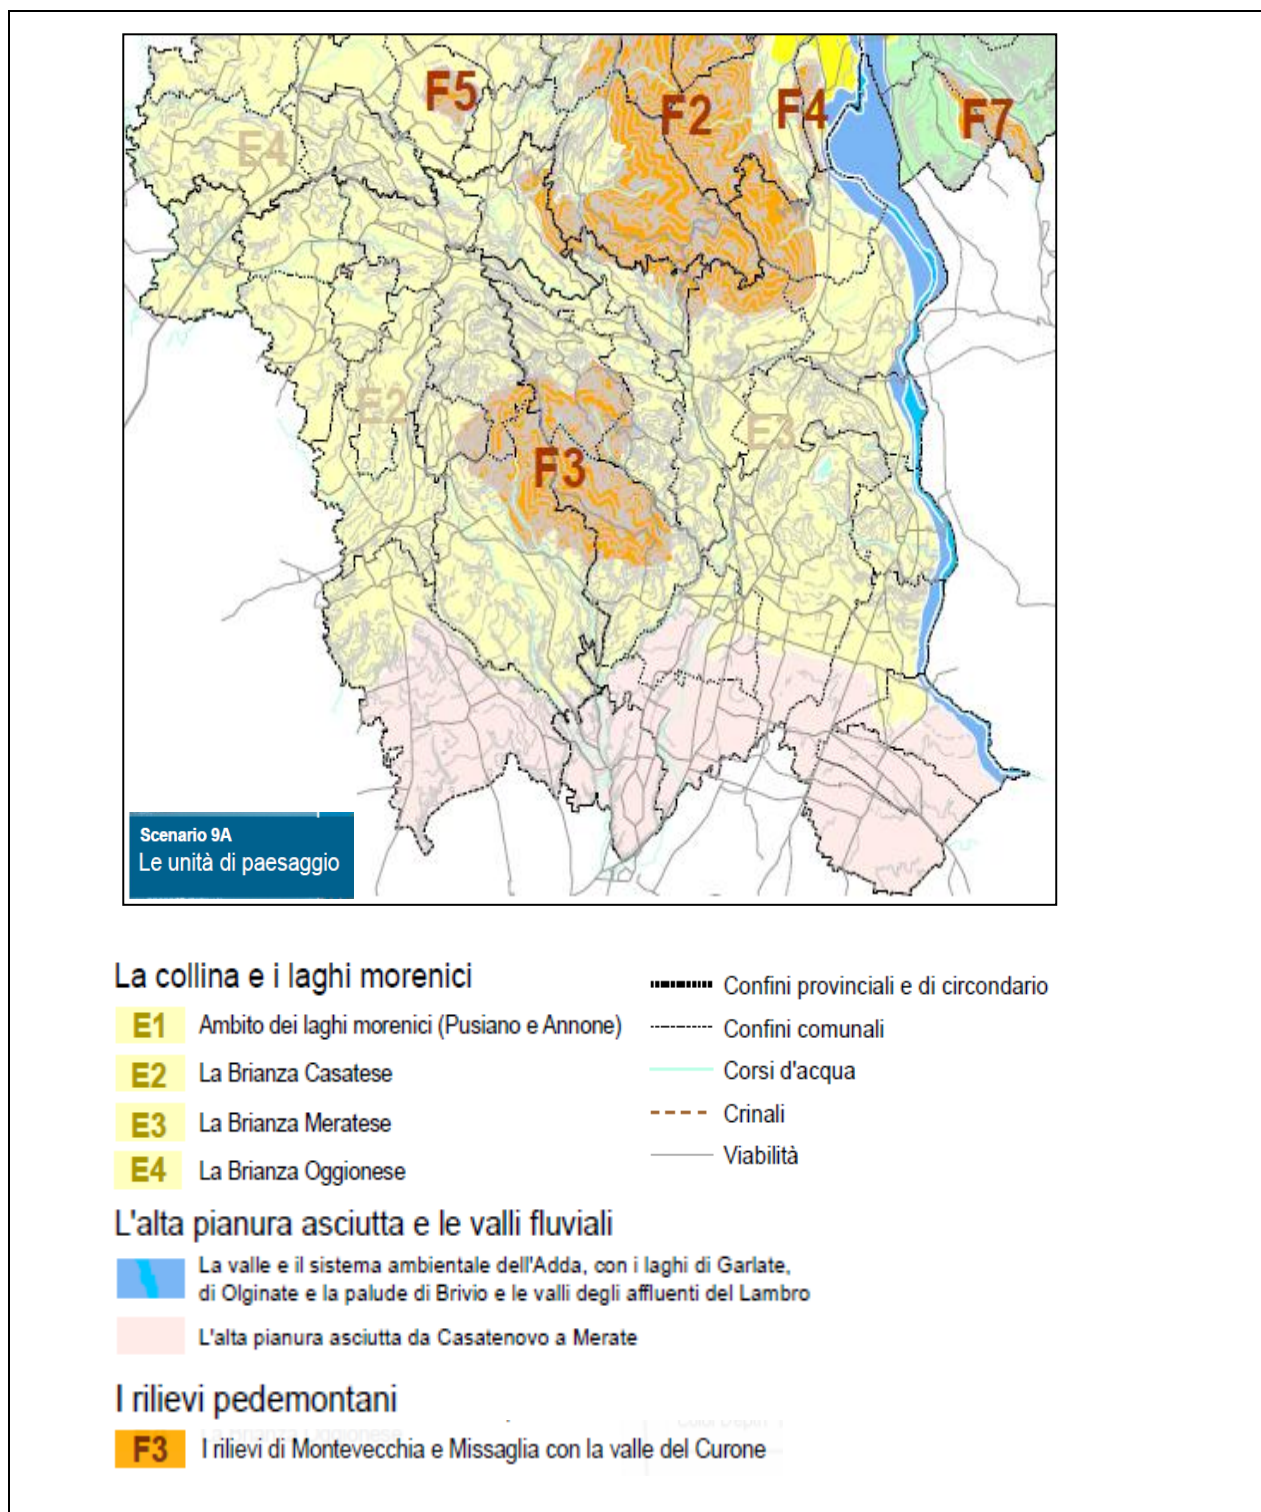 F5
F2
F4
F7
E4
E2
E3
F3
Scenario 9A
Le unità di paesaggio
La collina e i laghi morenici
E1 Ambito dei laghi morenici (Pusiano e Annone)
E2 La Brianza Casatese
E3 La Brianza Meratese
E4 La Brianza Oggionese
Confini provinciali e di circondario
Confini comunali
Corsi d'acqua
Crinali
Viabilità
L'alta pianura asciutta e le valli fluviali
La valle e il sistema ambientale dell'Adda, con i laghi di Garlate,
di Olginate e la palude di Brivio e le valli degli affluenti del Lambro
L'alta pianura asciutta da Casatenovo a Merate
I rilievi pedemontani
F3 I rilievi di Montevecchia e Missaglia con la valle del Curone